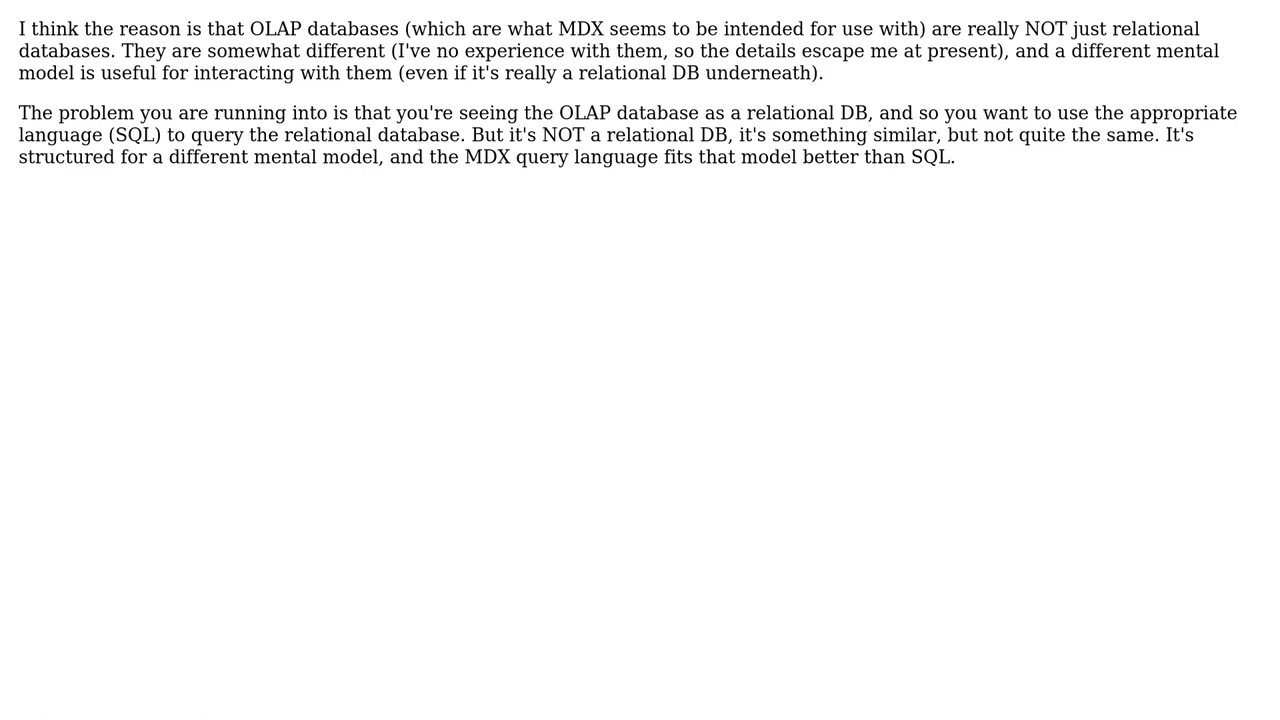 I think the reason is that OLAP databases (which are what MDX seems to be intended for use with) are really NOT just relational
databases. They are somewhat different (I've no experience with them, so the details escape me at present), and a different mental
model is useful for interacting with them (even if it's really a relational DB underneath).
The problem you are running into is that you're seeing the OLAP database as a relational DB, and so you want to use the appropriate
language (SQL) to query the relational database. But it's NOT a relational DB, it's something similar, but not quite the same. It's
structured for a different mental model, and the MDX query language fits that model better than SQL.